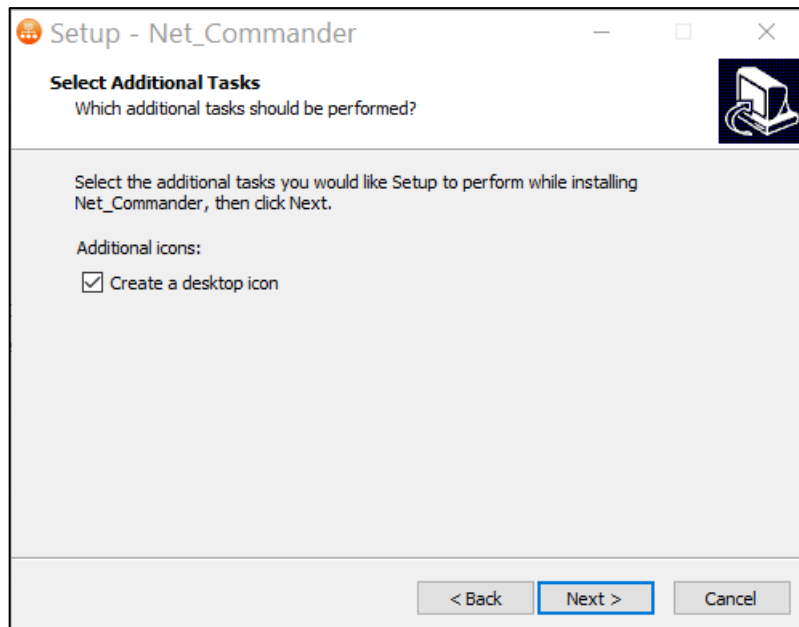 Setup - Net_Commander
Select Additional Tasks
Which additional tasks should be performed?
Select the additional tasks you would like Setup to perform while installing
Net_Commander, then click Next.
Additional icons:
Create a desktop icon
< Back Next > Cancel